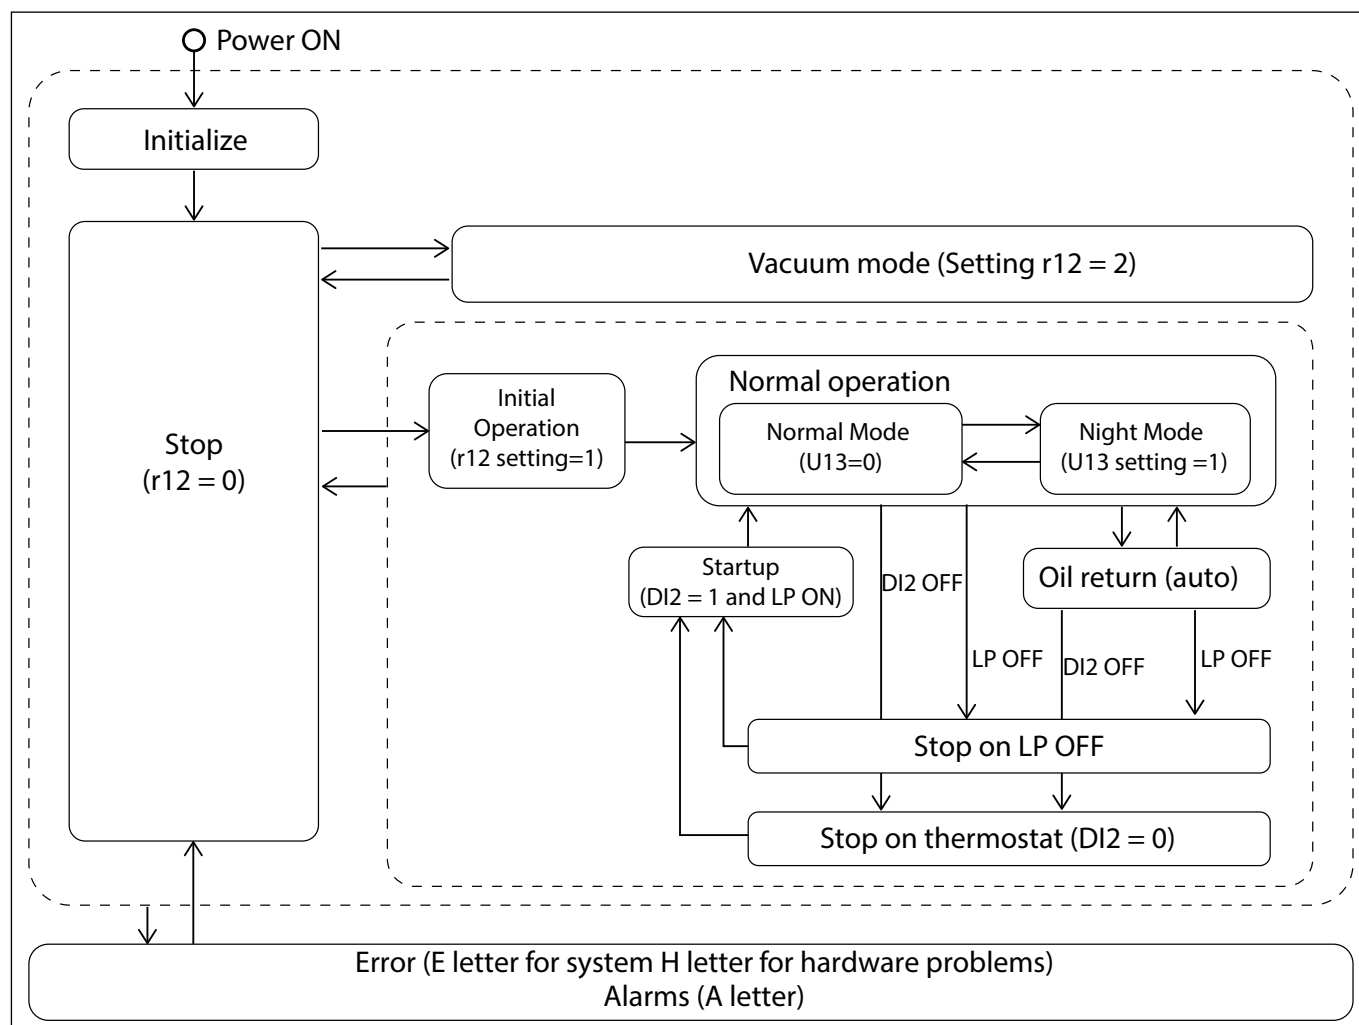 Power ON
Initialize
Vacuum mode (Setting r12 = 2)
Stop
(r12 = 0)
Initial
Operation
(r12 setting=1)
Normal operation
Normal Mode
(U13=0)
Night Mode
(U13 setting =1)
Startup
(DI2 = 1 and LP ON)
DI2 OFF
Oil return (auto)
LP OFF
DI2 OFF
LP OFF
Stop on LP OFF
Stop on thermostat (DI2 = 0)
Error (E letter for system H letter for hardware problems)
Alarms (A letter)